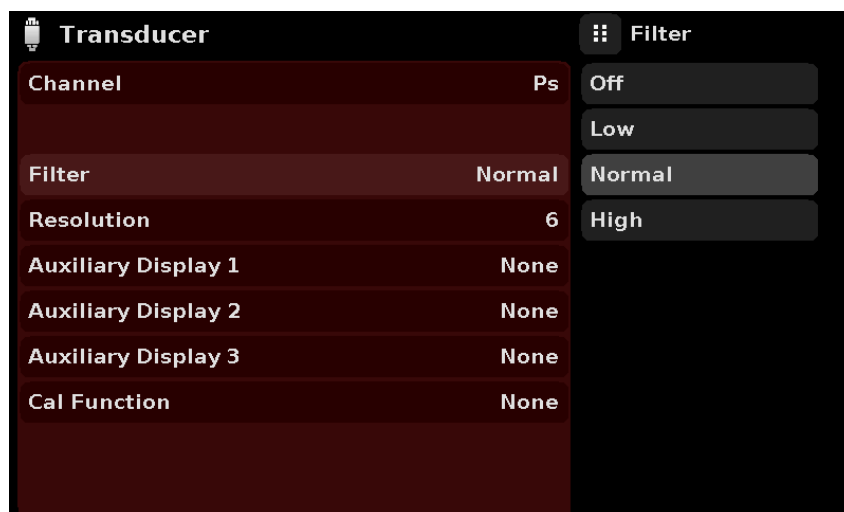 Transducer
Channel Ps
Filter Normal
Resolution 6
Auxiliary Display 1 None
Auxiliary Display 2 None
Auxiliary Display 3 None
Cal Function None
Filter
Off
Low
Normal
High